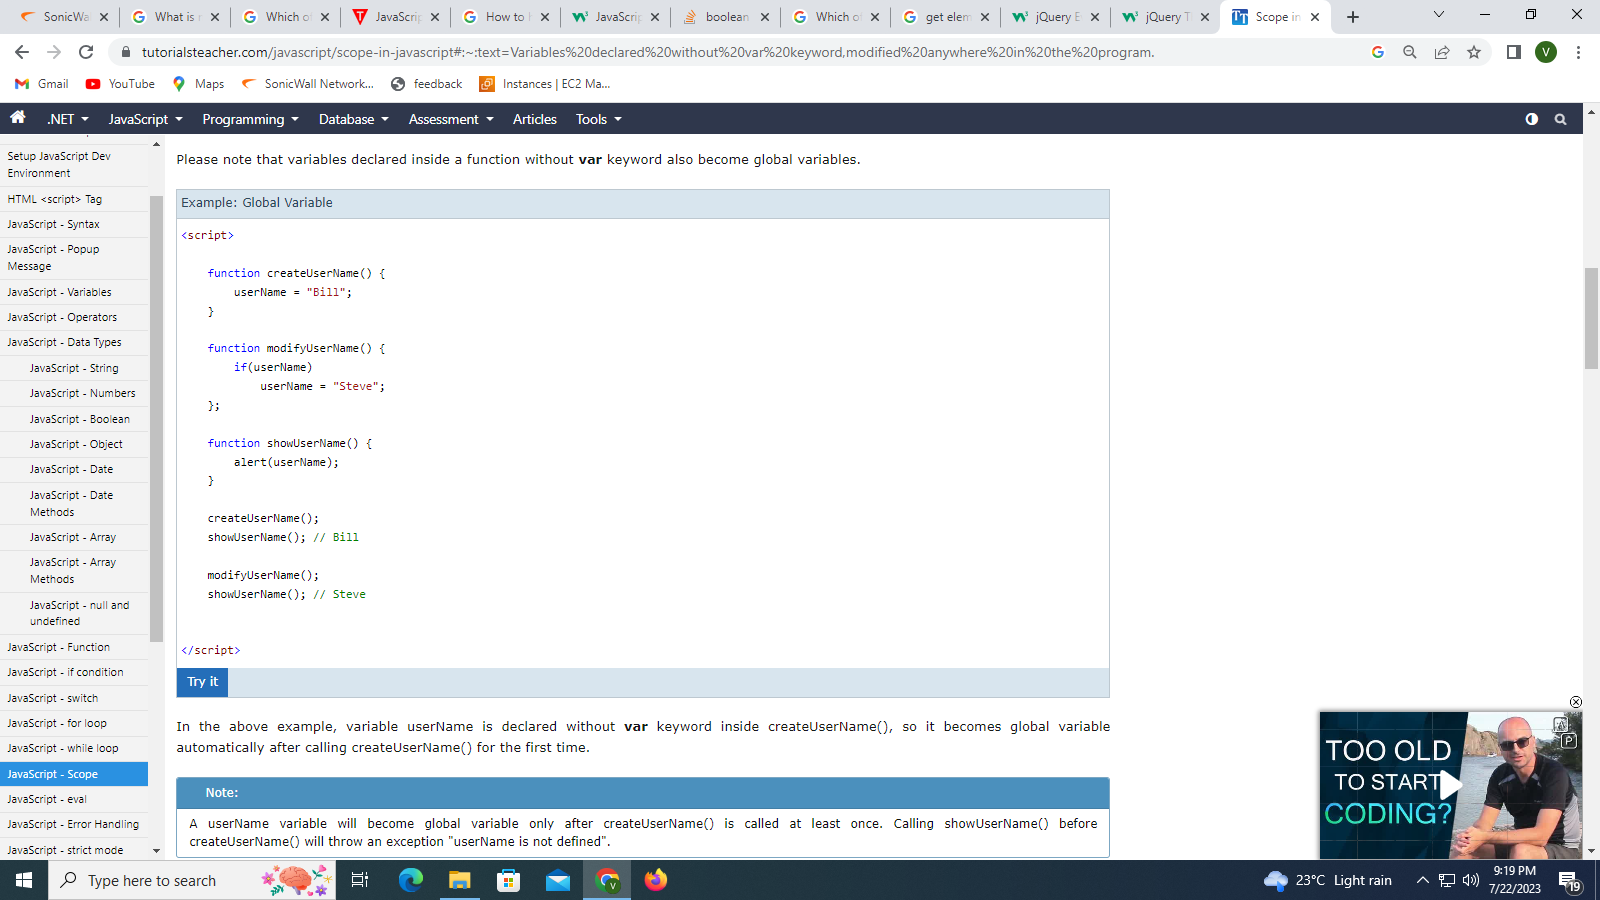 SonicWa
What is r
Which of
JavaScrip
How to h
JavaScrip
boolean
Which of
get elem
jQuery E
jQuery T
Scope in
tutorialsteacher.com/javascript/scope-in-javascript#:~:text=Variables%20declared%20without%20var%20keyword,modified%20anywhere%20in%20the%20program.
V
Gmail
YouTube
Maps
SonicWall Network...
feedback
Instances | EC2 Ma...
.NET
JavaScript
Programming
Database
Assessment
Articles
Tools
Setup JavaScript Dev
Environment
HTML <script> Tag
JavaScript - Syntax
JavaScript - Popup
Message
JavaScript - Variables
JavaScript - Operators
JavaScript - Data Types
JavaScript - String
JavaScript - Numbers
JavaScript - Boolean
JavaScript - Object
JavaScript - Date
JavaScript - Date
Methods
JavaScript - Array
JavaScript - Array
Methods
JavaScript - null and
undefined
JavaScript - Function
JavaScript - if condition
JavaScript - switch
JavaScript - for loop
JavaScript - while loop
JavaScript - Scope
JavaScript - eval
JavaScript - Error Handling
JavaScript - strict mode
Please note that variables declared inside a function without var keyword also become global variables.
Example: Global Variable
<script>
function createUserName() {
userName = "Bill";
}
function modifyUserName() {
if(userName)
userName = "Steve";
};
function showUserName() {
alert(userName);
}
createUserName();
showUserName(); // Bill
modifyUserName();
showUserName(); // Steve
</script>
Try it
In the above example, variable userName is declared without var keyword inside createUserName(), so it becomes global variable
automatically after calling createUserName() for the first time.
Note:
A userName variable will become global variable only after createUserName() is called at least once. Calling showUserName() before
createUserName() will throw an exception "userName is not defined".
TOO OLD
TO START
CODING?
A
P
Type here to search
V
23°C Light rain
9:19 PM
7/22/2023
19